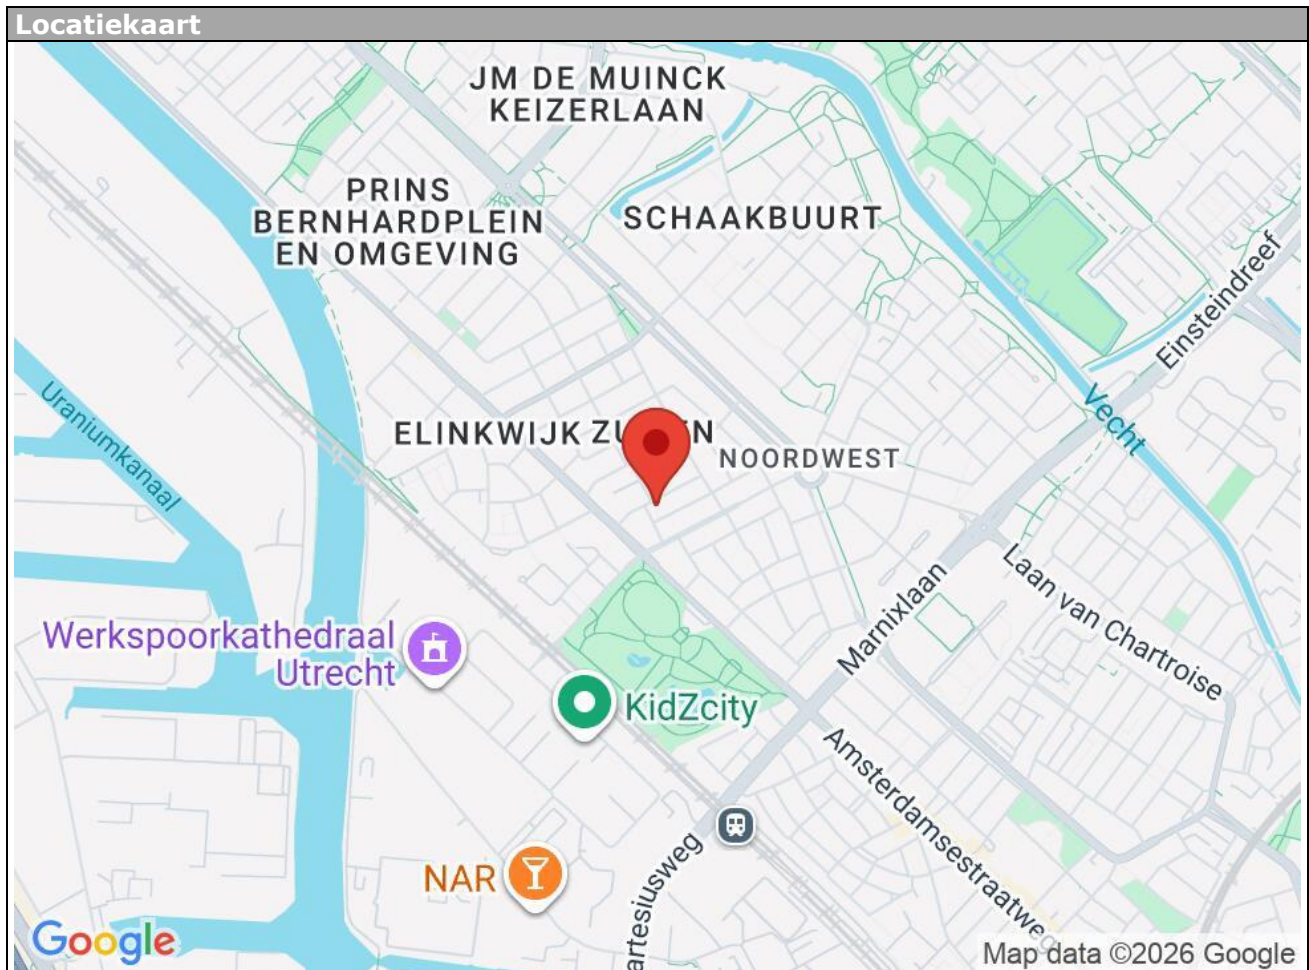 Locatiekaart
JM DE MUINCK
KEIZERLAAN
PRINS
BERNHARDPLEIN
EN OMGEVING
SCHAAKBUURT
Einsteindreef
Uraniumkanaal
Vecht
ELINKWIJK
NOORDWEST
Laan van Chartroise
Marnixlaan
Werkspoorkathedraal
Utrecht
KidZcity
Amsterdamsestraatweg
NAR
artesiusweg
Google
Map data ©2026 Google